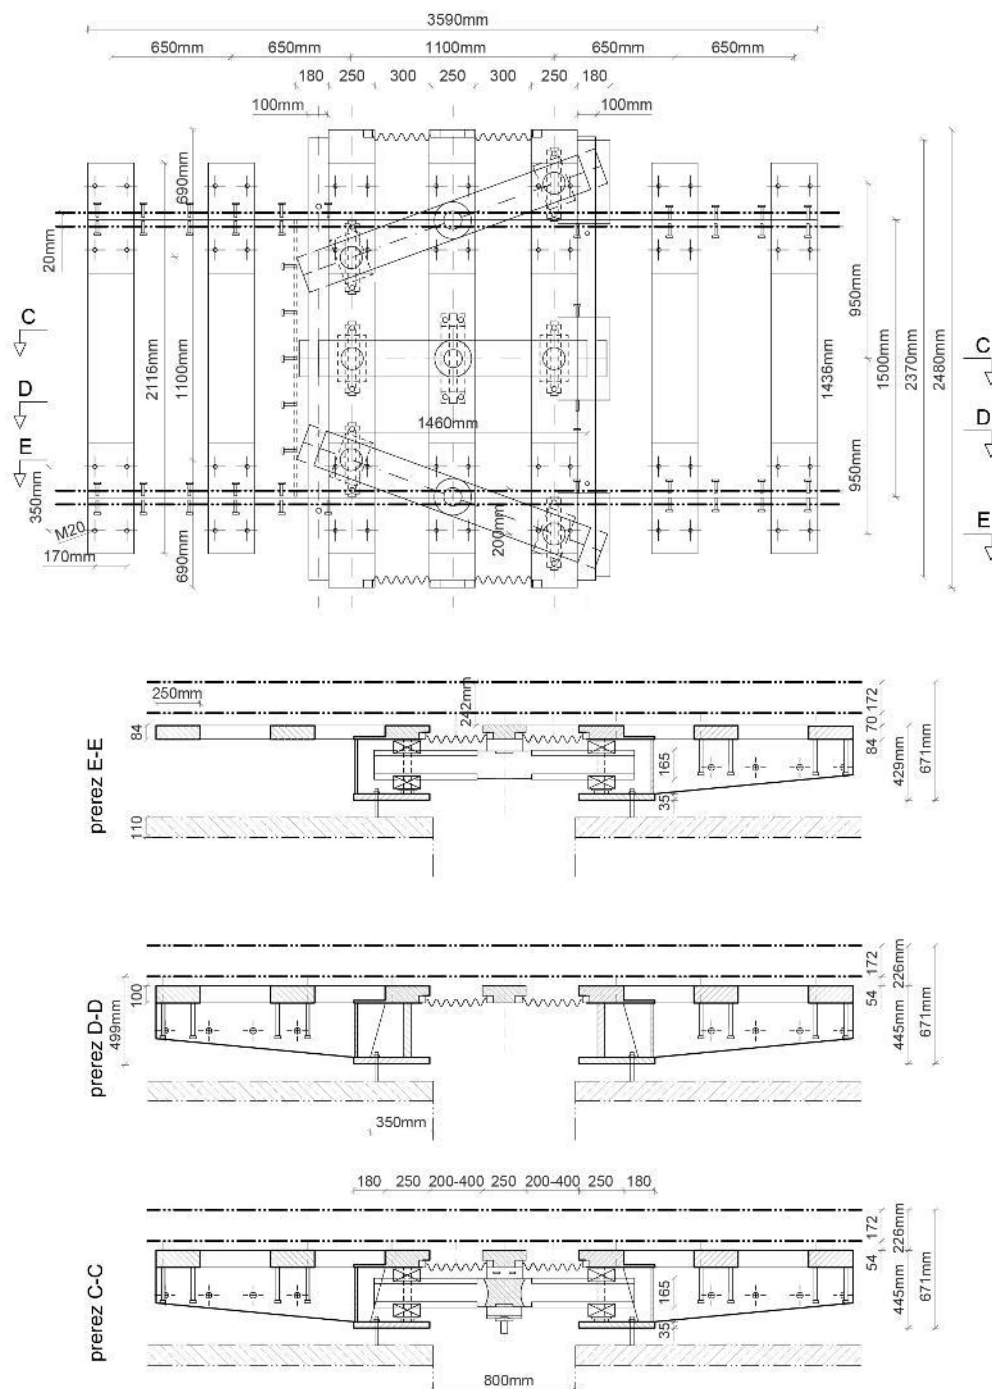 3590mm
650mm 650mm 1100mm 650mm 650mm
180 250 300 250 300 250 180
100mm 100mm
690mm
20mm
950mm
C C
2116mm 1100mm 1436mm 1500mm 2370mm 2480mm
D D
1460mm
E E
350mm
950mm
M20
200mm
170mm
690mm
250mm
242mm
172
84
70
84
429mm
671mm
165
35
prerez E-E
110
172
226mm
100
54
499mm
445mm
671mm
prerez D-D
350mm
180 250 200-400 250 200-400 250 180
172
226mm
54
165
445mm
671mm
35
prerez C-C
800mm